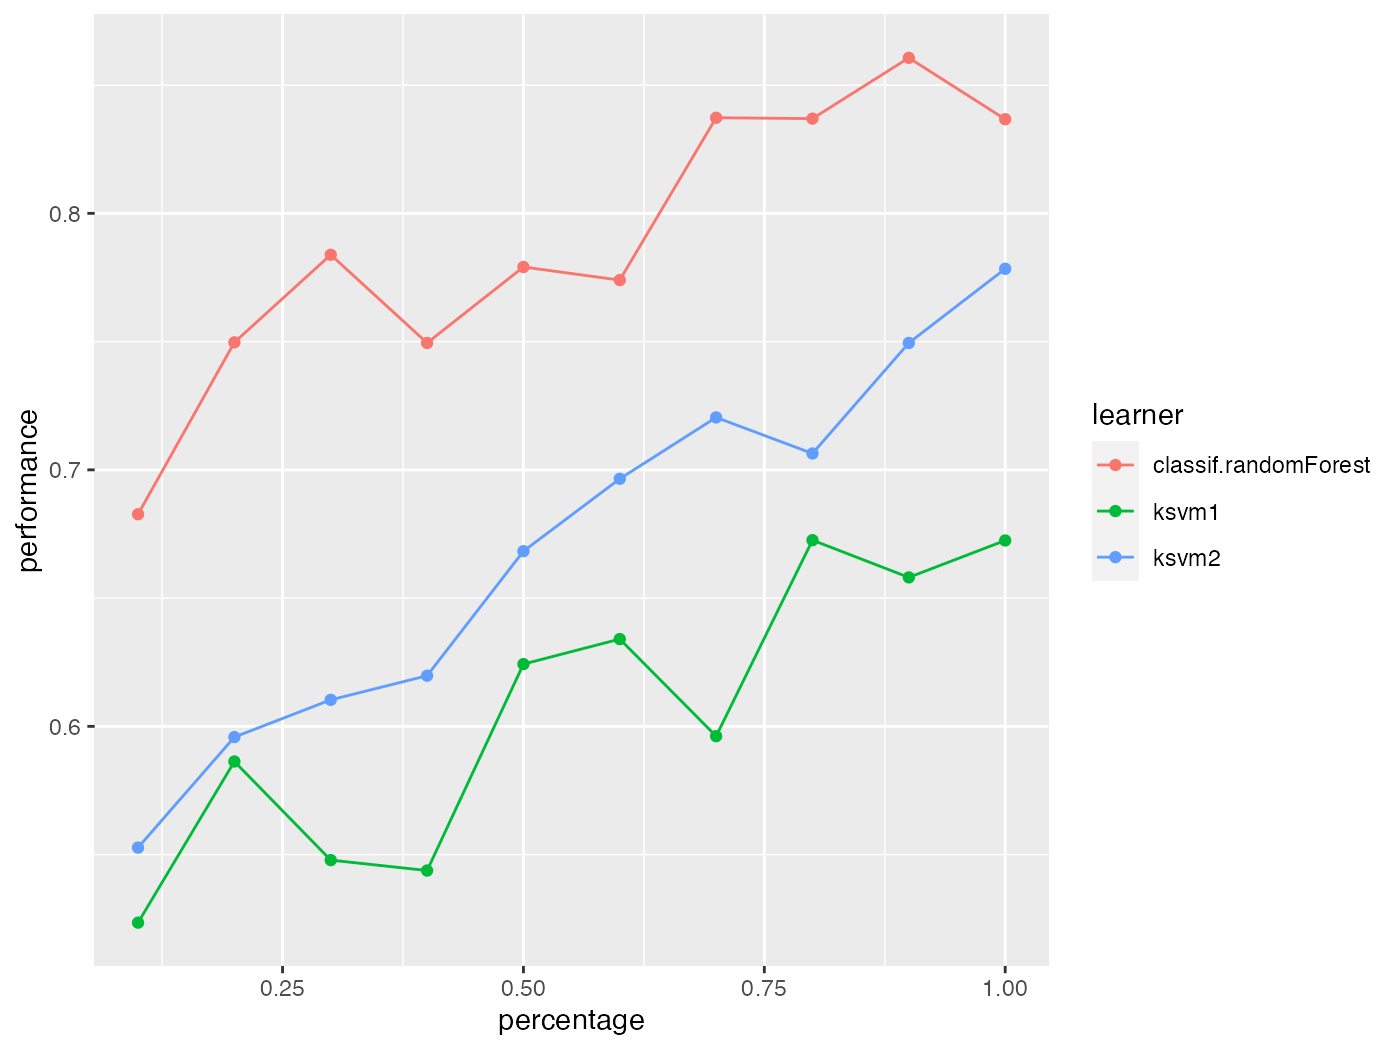 performance
0.8
0.7
0.6
0.25
0.50
0.75
1.00
percentage
learner
classif.randomForest
ksvm1
ksvm2